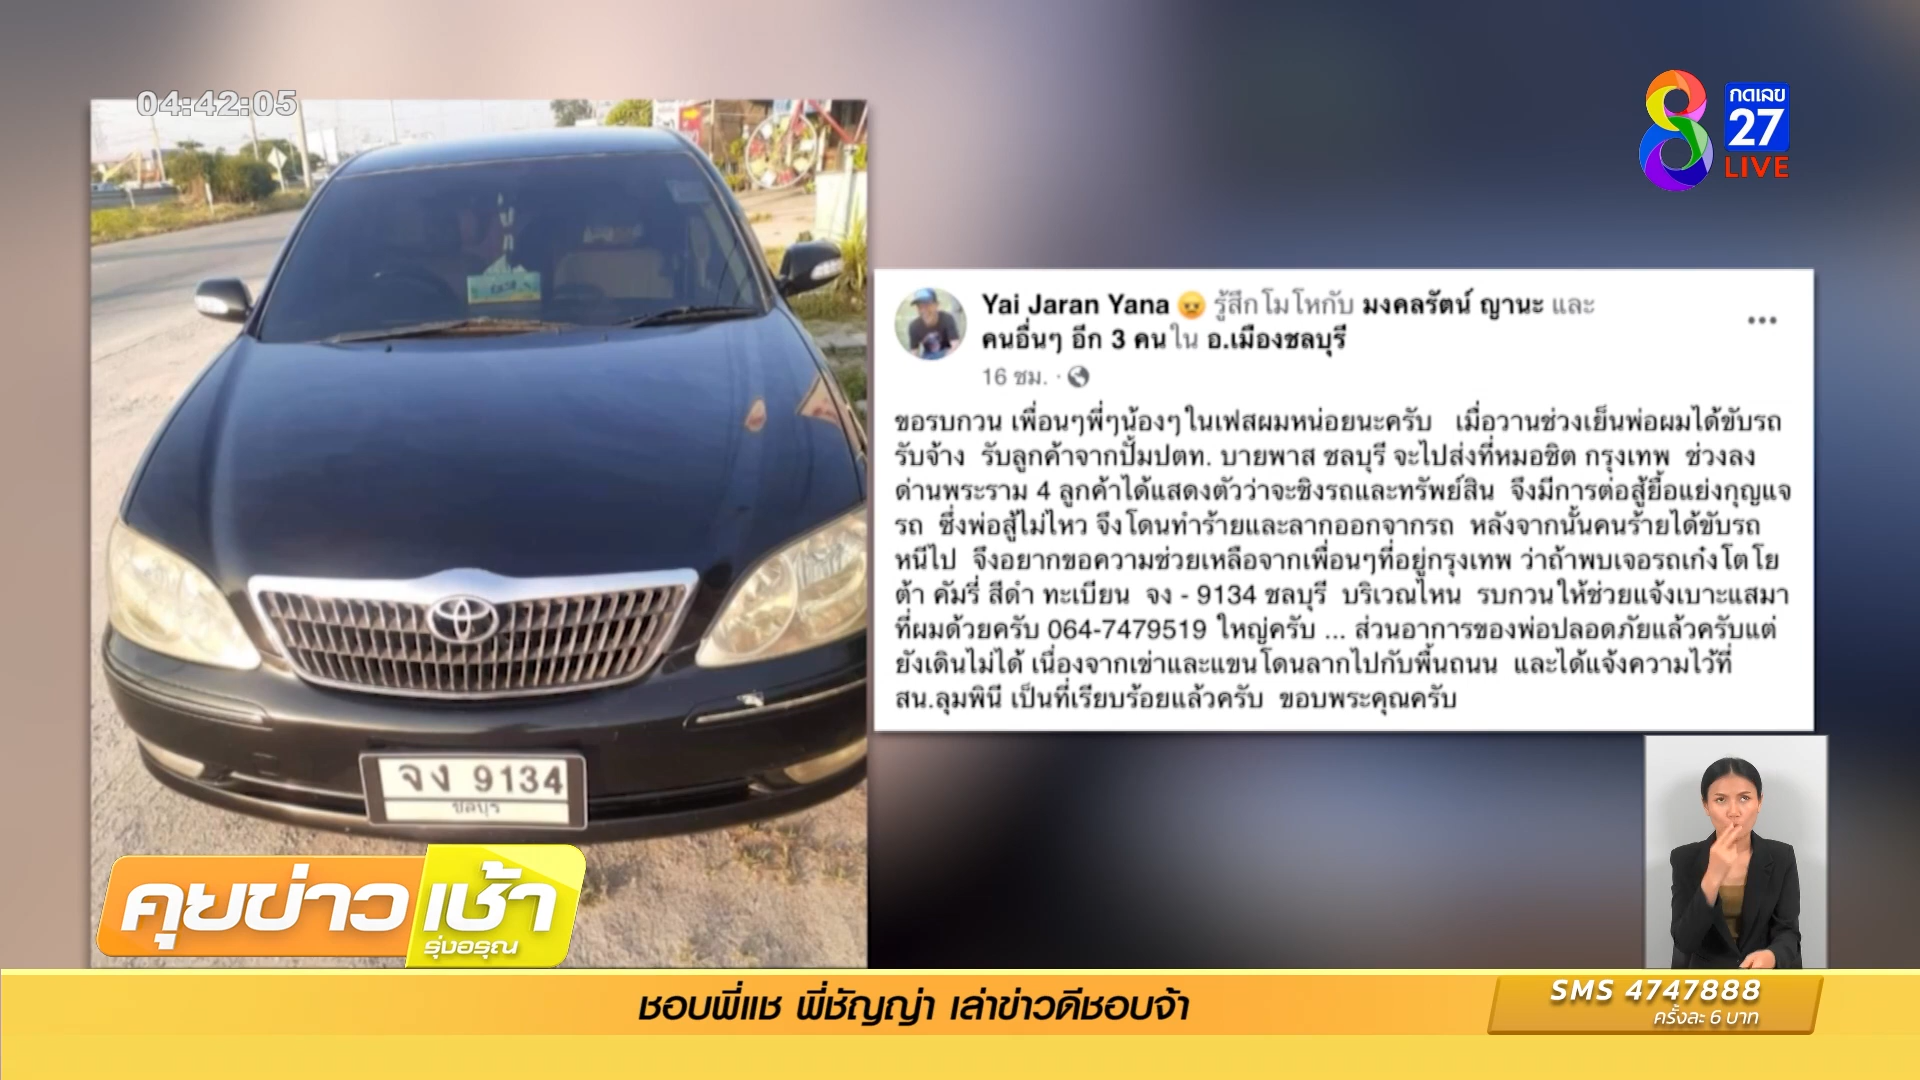 04:42:05
กดเลข
27
LIVE
Yai Jaran Yana รู้สึกโมโหกับ มงคลรัตน์ ญานะ และ
คนอื่นๆ อีก 3 คน ใน อ.เมืองชลบุรี
16 ชม. ·
ขอรบกวน เพื่อนๆพี่ๆน้องๆในเฟสผมหน่อยนะครับ เมื่อวานช่วงเย็นพ่อผมได้ขับรถ
รับจ้าง รับลูกค้าจากปั้มปตท. บายพาส ชลบุรี จะไปส่งที่หมอชิต กรุงเทพ ช่วงลง
ด่านพระราม 4 ลูกค้าได้แสดงตัวว่าจะชิงรถและทรัพย์สิน จึงมีการต่อสู้ยื้อแย่งกุญแจ
รถ ซึ่งพ่อสู้ไม่ไหว จึงโดนทำร้ายและลากออกจากรถ หลังจากนั้นคนร้ายได้ขับรถ
หนีไป จึงอยากขอความช่วยเหลือจากเพื่อนๆที่อยู่กรุงเทพ ว่าถ้าพบเจอรถเก๋งโตโย
ต้า คัมรี่ สีดำ ทะเบียน จง - 9134 ชลบุรี บริเวณไหน รบกวนให้ช่วยแจ้งเบาะแสมา
ที่ผมด้วยครับ 064-7479519 ใหญ่ครับ ... ส่วนอาการของพ่อปลอดภัยแล้วครับแต่
ยังเดินไม่ได้ เนื่องจากเข่าและแขนโดนลากไปกับพื้นถนน และได้แจ้งความไว้ที่
สน.ลุมพินี เป็นที่เรียบร้อยแล้วครับ ขอบพระคุณครับ
จง 9134
ชลบุรี
คุยข่าวเช้า
รุ่งอรุณ
ชอบพี่แช พี่ชัญญ่า เล่าข่าวดีชอบจ้า
SMS 4747888
ครั้งละ 6 บาท